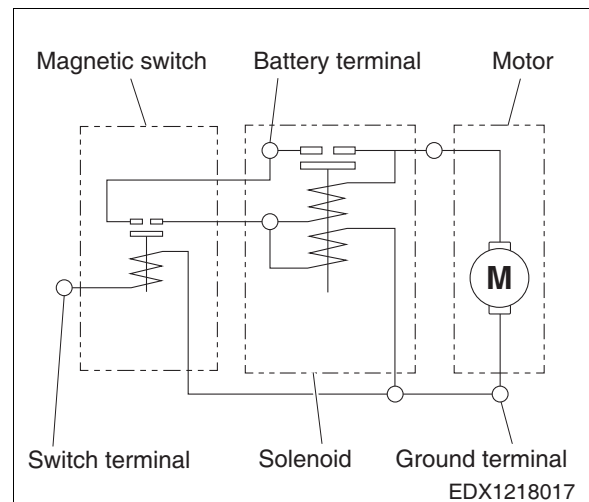 Magnetic switch
Battery terminal
Motor
M
Switch terminal
Solenoid
Ground terminal
EDX1218017